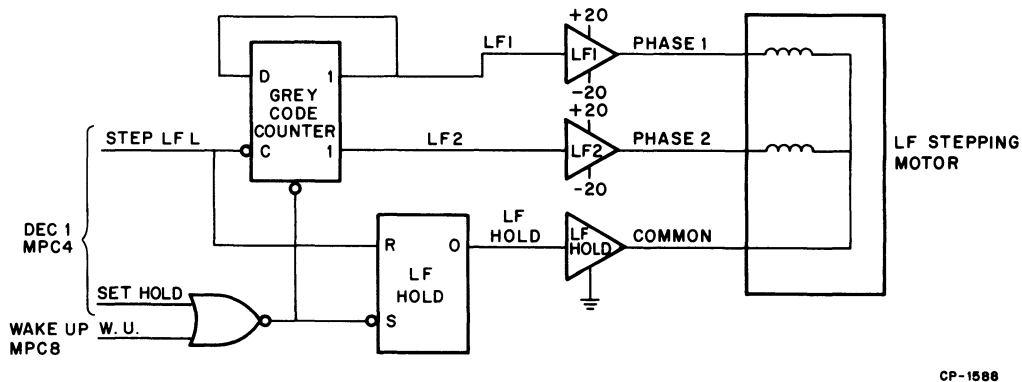 +20
LF1
LF1
PHASE 1
-20
D 1
GREY
CODE
COUNTER
C 1
STEP LF L
LF2
+20
LF2
PHASE 2
-20
LF STEPPING
MOTOR
DEC 1
MPC4
R O
LF
HOLD
S
LF
HOLD
LF
HOLD
COMMON
SET HOLD
WAKE UP
MPC8
W. U.
CP-1588